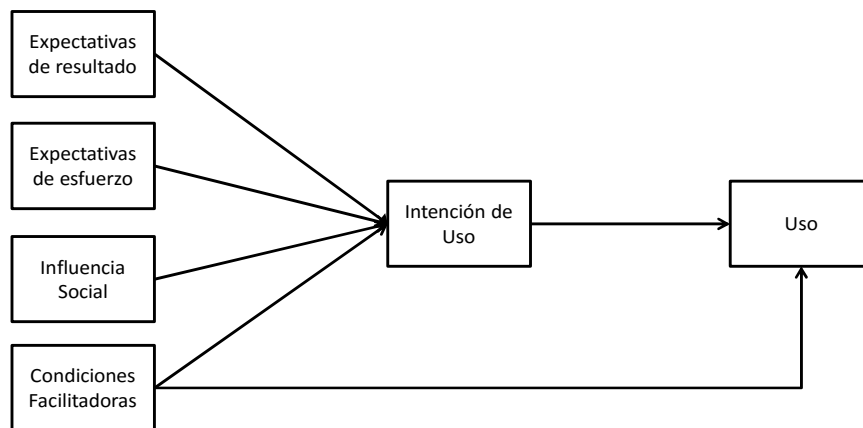 Expectativas
de resultado
Expectativas
de esfuerzo
Influencia
Social
Condiciones
Facilitadoras
Intención de
Uso
Uso